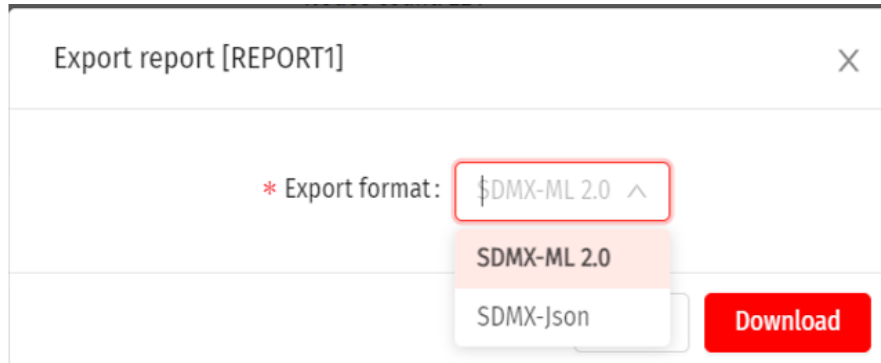 Export report [REPORT1]
* Export format: SDMX-ML 2.0
SDMX-ML 2.0
SDMX-Json
Download